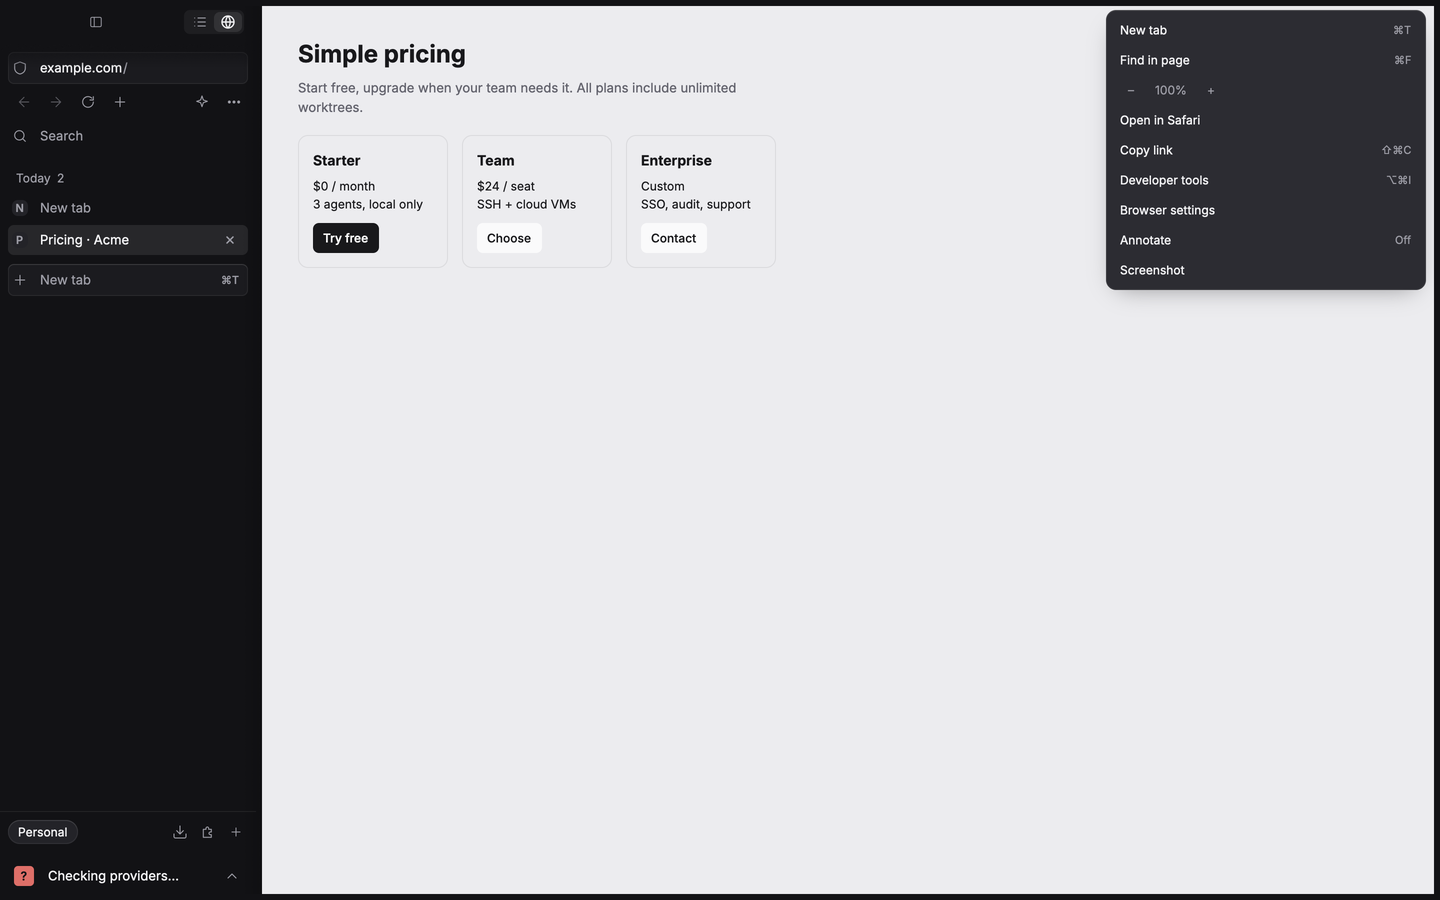 example.com/
Search
Today 2
N New tab
P Pricing · Acme
New tab ⌘T
Personal
? Checking providers...
Simple pricing
Start free, upgrade when your team needs it. All plans include unlimited
worktrees.
Starter
$0 / month
3 agents, local only
Try free
Team
$24 / seat
SSH + cloud VMs
Choose
Enterprise
Custom
SSO, audit, support
Contact
New tab ⌘T
Find in page ⌘F
− 100% +
Open in Safari
Copy link ⇧⌘C
Developer tools ⌥⌘I
Browser settings
Annotate Off
Screenshot